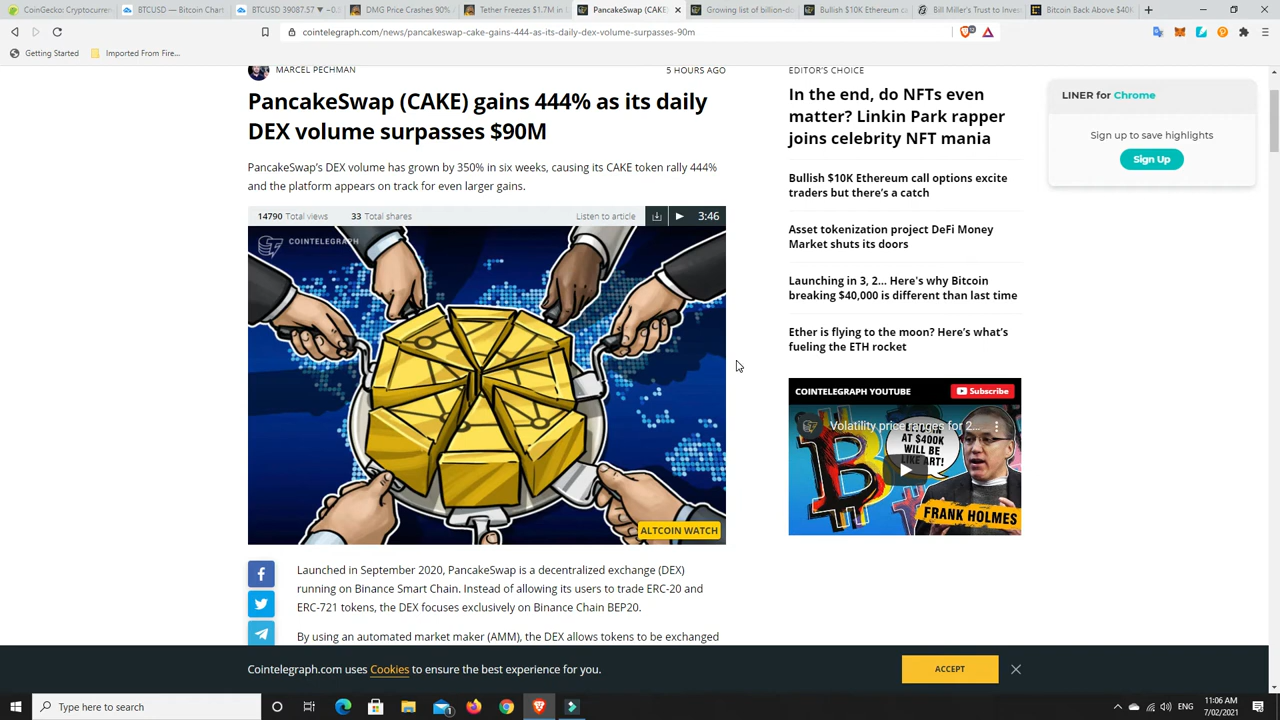 CoinGecko: Cryptocurren
BTCUSD — Bitcoin Chart
BTCUSD 39087.57 ▼ −0.5
DMG Price Crashes 90%
Tether Freezes $1.7M in
PancakeSwap (CAKE)
Growing list of billion-do
Bullish $10K Ethereum ca
Bill Miller's Trust to Inves
Bitcoin Back Above $40K
cointelegraph.com/news/pancakeswap-cake-gains-444-as-its-daily-dex-volume-surpasses-90m
Getting Started
Imported From Fire...
MARCEL PECHMAN
5 HOURS AGO
PancakeSwap (CAKE) gains 444% as its daily
DEX volume surpasses $90M
PancakeSwap's DEX volume has grown by 350% in six weeks, causing its CAKE token rally 444%
and the platform appears on track for even larger gains.
14790 Total views
33 Total shares
Listen to article
3:46
COINTELEGRAPH
ALTCOIN WATCH
Launched in September 2020, PancakeSwap is a decentralized exchange (DEX)
running on Binance Smart Chain. Instead of allowing its users to trade ERC-20 and
ERC-721 tokens, the DEX focuses exclusively on Binance Chain BEP20.
By using an automated market maker (AMM), the DEX allows tokens to be exchanged
EDITOR'S CHOICE
In the end, do NFTs even
matter? Linkin Park rapper
joins celebrity NFT mania
Bullish $10K Ethereum call options excite
traders but there's a catch
Asset tokenization project DeFi Money
Market shuts its doors
Launching in 3, 2... Here's why Bitcoin
breaking $40,000 is different than last time
Ether is flying to the moon? Here's what's
fueling the ETH rocket
COINTELEGRAPH YOUTUBE
Subscribe
Volatility price ranges for 2...
AT $400K
WILL BE
LIKE ART!
FRANK HOLMES
LINER for Chrome
Sign up to save highlights
Sign Up
Cointelegraph.com uses Cookies to ensure the best experience for you.
ACCEPT
Type here to search
ENG
11:06 AM
7/02/2021